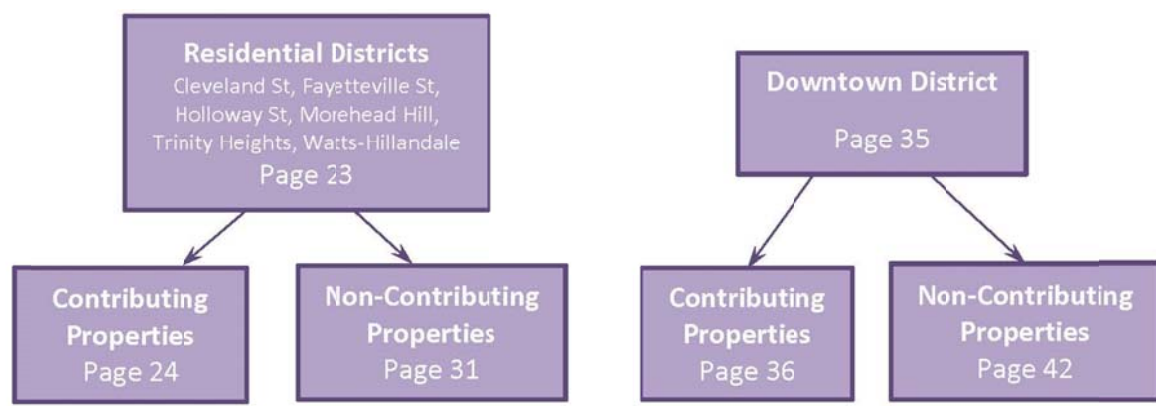 Residential Districts
Cleveland St, Fayetteville St,
Holloway St, Morehead Hill,
Trinity Heights, Watts-Hillandale
Page 23
Downtown District
Page 35
Contributing
Properties
Page 24
Non-Contributing
Properties
Page 31
Contributing
Properties
Page 36
Non-Contributing
Properties
Page 42